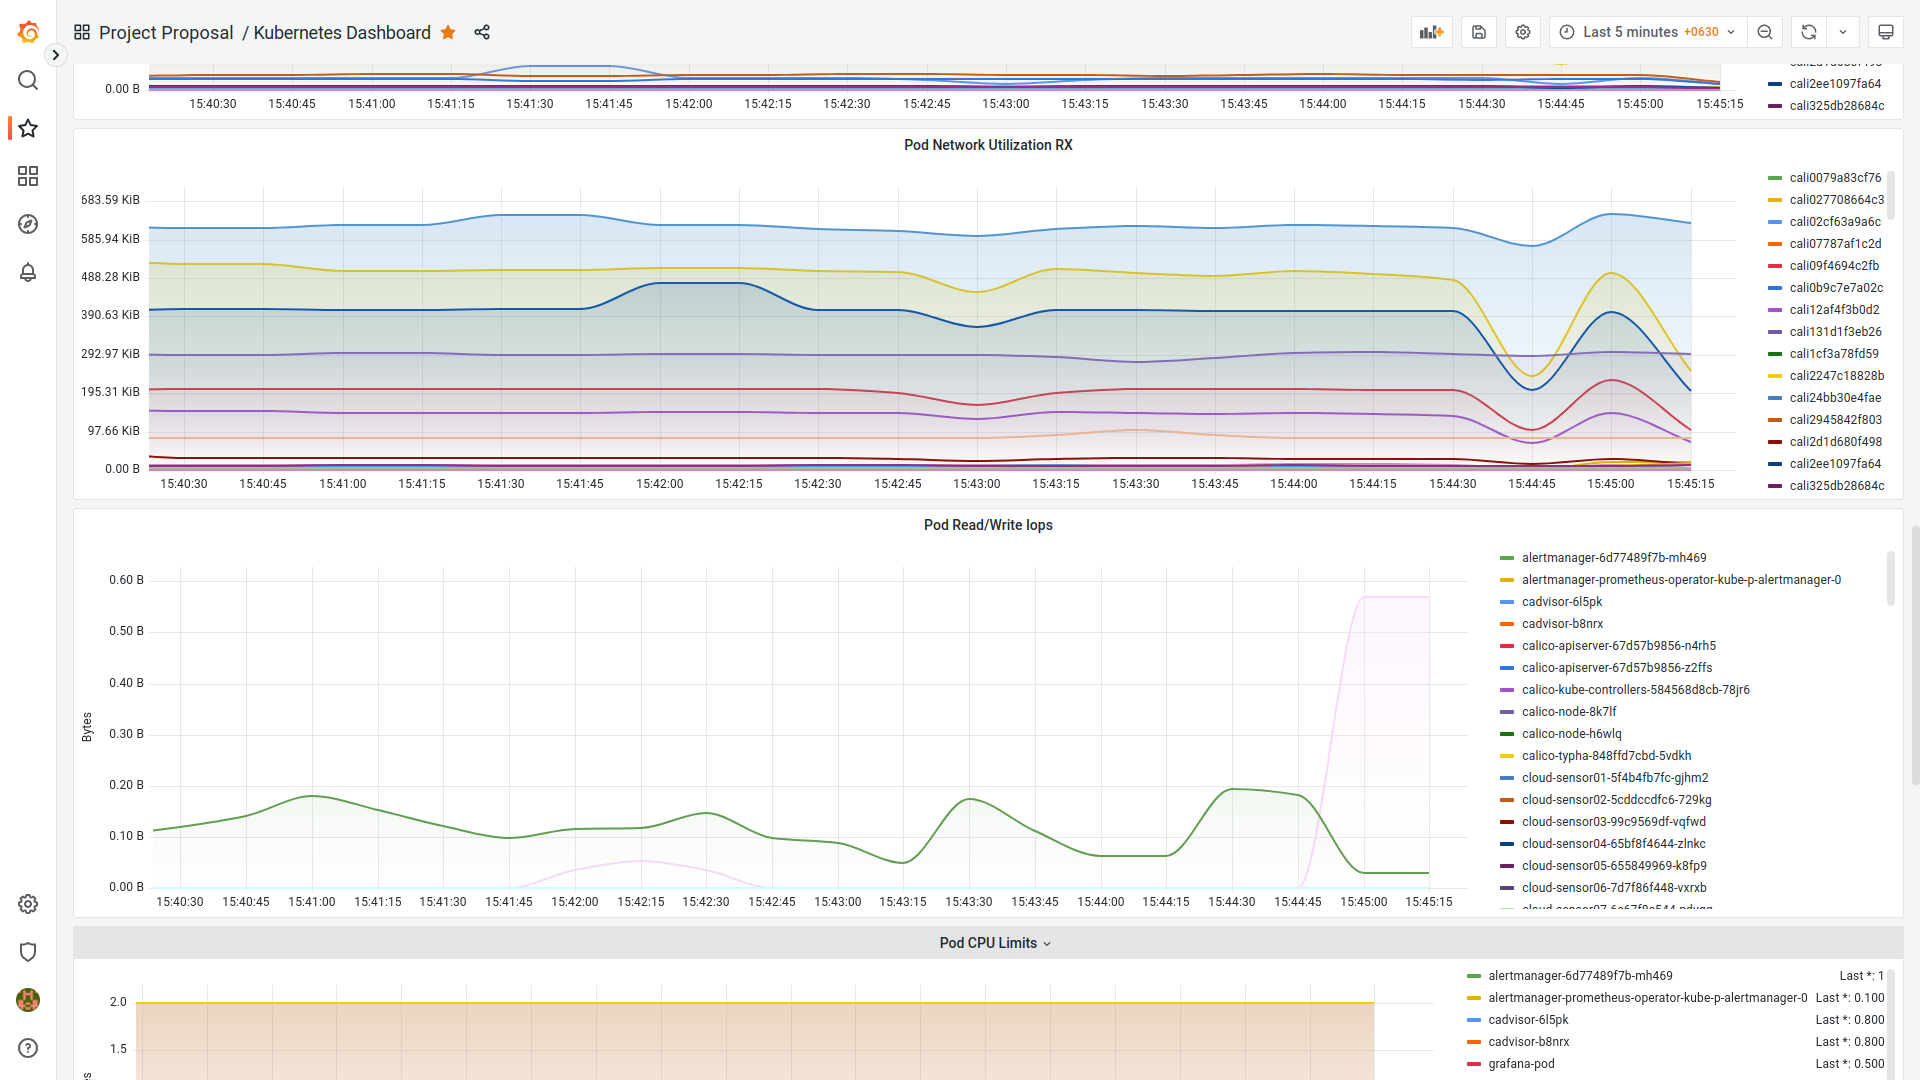 Project Proposal / Kubernetes Dashboard
Last 5 minutes +0630
0.00 B
15:40:30 15:40:45 15:41:00 15:41:15 15:41:30 15:41:45 15:42:00 15:42:15 15:42:30 15:42:45 15:43:00 15:43:15 15:43:30 15:43:45 15:44:00 15:44:15 15:44:30 15:44:45 15:45:00 15:45:15
cali2ee1097fa64
cali325db28684c
Pod Network Utilization RX
683.59 KiB
585.94 KiB
488.28 KiB
390.63 KiB
292.97 KiB
195.31 KiB
97.66 KiB
0.00 B
15:40:30 15:40:45 15:41:00 15:41:15 15:41:30 15:41:45 15:42:00 15:42:15 15:42:30 15:42:45 15:43:00 15:43:15 15:43:30 15:43:45 15:44:00 15:44:15 15:44:30 15:44:45 15:45:00 15:45:15
cali0079a83cf76
cali027708664c3
cali02cf63a9a6c
cali07787af1c2d
cali09f4694c2fb
cali0b9c7e7a02c
cali12af4f3b0d2
cali131d1f3eb26
cali1cf3a78fd59
cali2247c18828b
cali24bb30e4fae
cali2945842f803
cali2d1d680f498
cali2ee1097fa64
cali325db28684c
Pod Read/Write Iops
Bytes
0.60 B
0.50 B
0.40 B
0.30 B
0.20 B
0.10 B
0.00 B
15:40:30 15:40:45 15:41:00 15:41:15 15:41:30 15:41:45 15:42:00 15:42:15 15:42:30 15:42:45 15:43:00 15:43:15 15:43:30 15:43:45 15:44:00 15:44:15 15:44:30 15:44:45 15:45:00 15:45:15
alertmanager-6d77489f7b-mh469
alertmanager-prometheus-operator-kube-p-alertmanager-0
cadvisor-6l5pk
cadvisor-b8nrx
calico-apiserver-67d57b9856-n4rh5
calico-apiserver-67d57b9856-z2ffs
calico-kube-controllers-584568d8cb-78jr6
calico-node-8k7lf
calico-node-h6wlq
calico-typha-848ffd7cbd-5vdkh
cloud-sensor01-5f4b4fb7fc-gjhm2
cloud-sensor02-5cddccdfc6-729kg
cloud-sensor03-99c9569df-vqfwd
cloud-sensor04-65bf8f4644-zlnkc
cloud-sensor05-655849969-k8fp9
cloud-sensor06-7d7f86f448-vxrxb
Pod CPU Limits
2.0
1.5
alertmanager-6d77489f7b-mh469 Last *: 1
alertmanager-prometheus-operator-kube-p-alertmanager-0 Last *: 0.100
cadvisor-6l5pk Last *: 0.800
cadvisor-b8nrx Last *: 0.800
grafana-pod Last *: 0.500